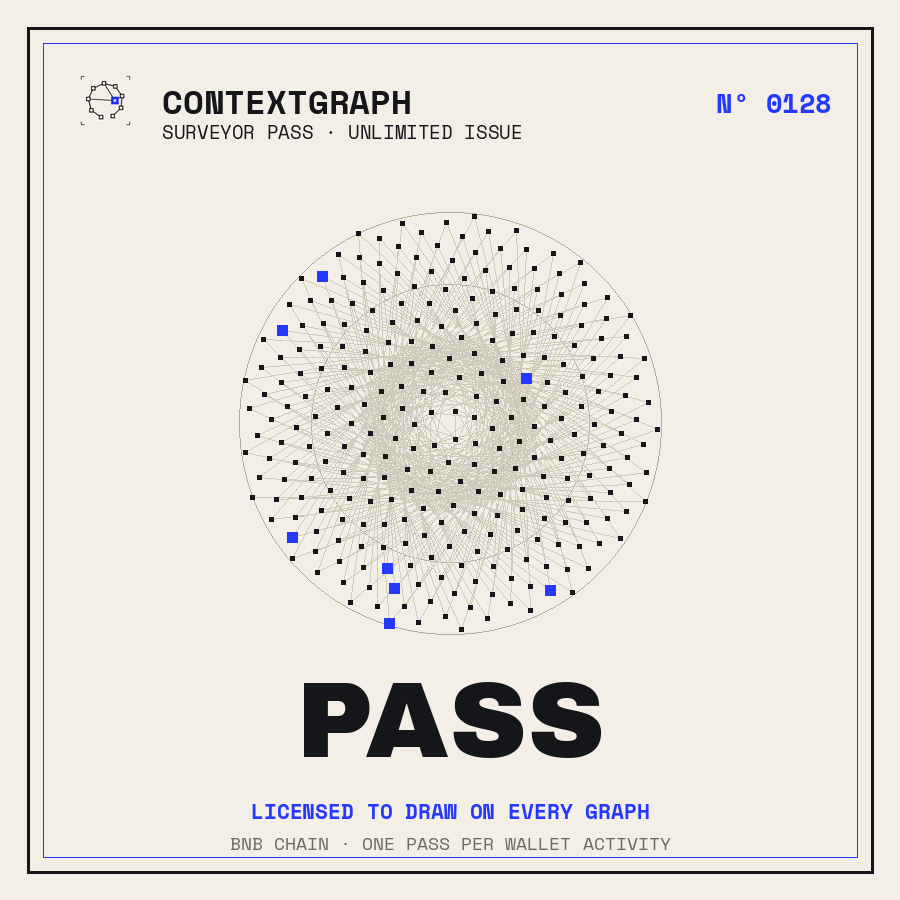 CONTEXTGRAPH
N° 0128
SURVEYOR PASS · UNLIMITED ISSUE
PASS
LICENSED TO DRAW ON EVERY GRAPH
BNB CHAIN · ONE PASS PER WALLET ACTIVITY